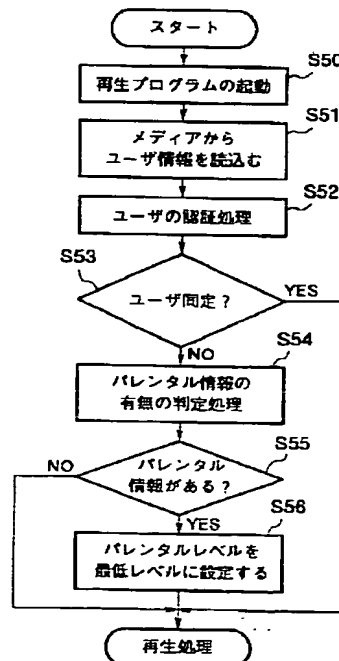 スタート
S50
再生プログラムの起動
S51
メディアから
ユーザ情報を読込む
S52
ユーザの認証処理
S53
ユーザ同定？
YES
NO
S54
パレンタル情報の
有無の判定処理
S55
NO
パレンタル
情報がある？
YES
S56
パレンタルレベルを
最低レベルに設定する
再生処理